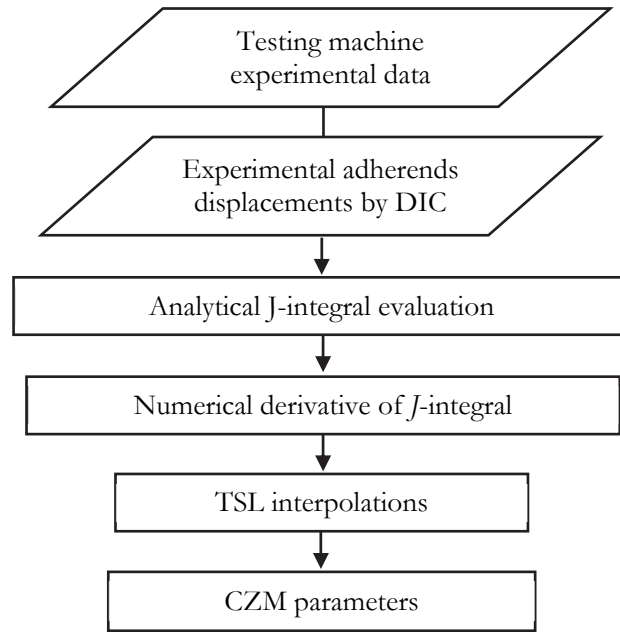 Testing machine
experimental data
Experimental adherends
displacements by DIC
Analytical J-integral evaluation
Numerical derivative of J-integral
TSL interpolations
CZM parameters